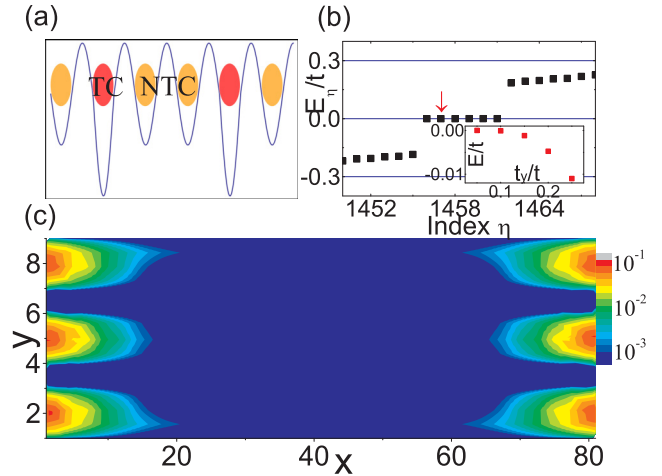 (a)
TC NTC
(b)
E_η/t
0.3
0.0
-0.3
1452 1458 1464
Index η
E/t
0.00
-0.01
0.1 0.2
t_y/t
(c)
y
8
6
4
2
20 40 60 80
x
10^-1
10^-2
10^-3